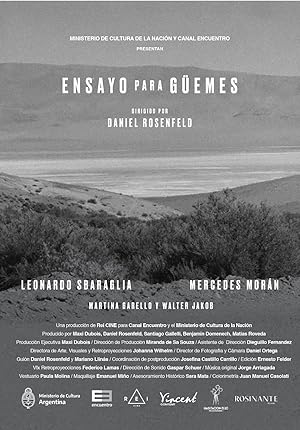 MINISTERIO DE CULTURA DE LA NACIÓN Y CANAL ENCUENTRO
PRESENTAN
ENSAYO PARA GÜEMES
DIRIGIDO POR
DANIEL ROSENFELD
LEONARDO SBARAGLIA
MERCEDES MORÁN
MARTINA GARELLO Y WALTER JAKOB
Una producción de Rei CINE para Canal Encuentro y el Ministerio de Cultura de la Nación
Producido por Maxi Dubois, Daniel Rosenfeld, Santiago Gallelli, Benjamín Domenech, Matías Roveda
Producción Ejecutiva Maxi Dubois / Dirección de Producción Miranda de Sa Souza / Asistente de Dirección Dieguillo Fernandez
Directora de Arte, Visuales y Retroproyecciones Johanna Wilhelm / Director de Fotografía y Cámara Daniel Ortega
Guión Daniel Rosenfeld y Mariano Llinás / Coordinación de postproducción Josefina Castillo Carrillo / Edición Ernesto Felder
Vfx Retroproyecciones Federico Lamas / Dirección de Sonido Gaspar Scheuer / Música original Jorge Arriagada
Vestuario Paula Molina / Maquillaje Emanuel Miño / Asesoramiento Histórico Sara Mata / Colorimetría Juan Manuel Casolati
Ministerio de Cultura
Argentina
Encuentro
REI
CINE
Vincent
ROSINANTE